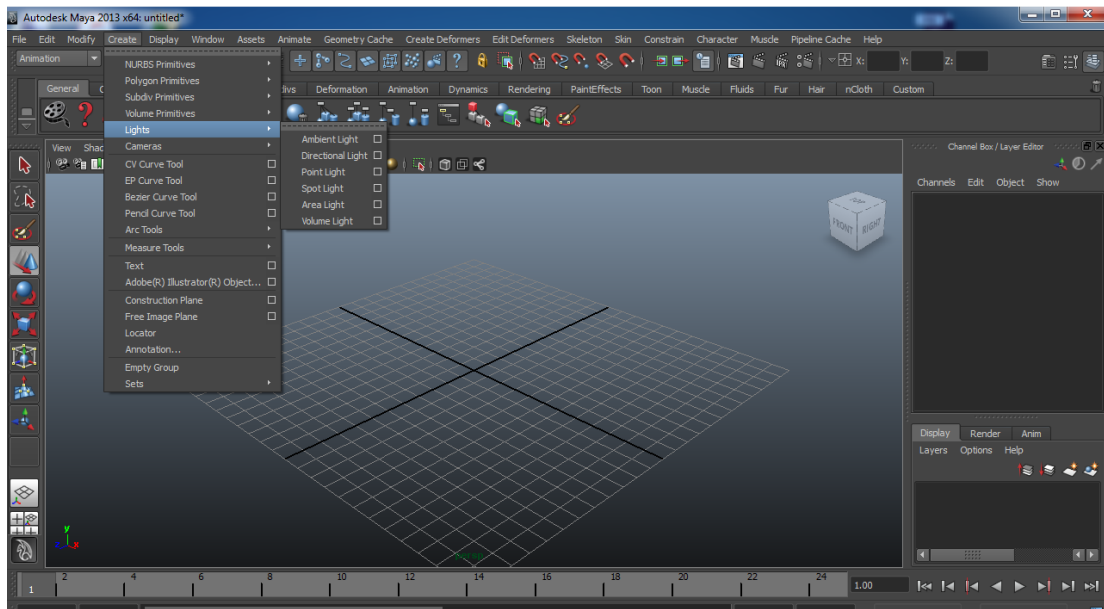 Autodesk Maya 2013 x64: untitled*
File Edit Modify Create Display Window Assets Animate Geometry Cache Create Deformers Edit Deformers Skeleton Skin Constrain Character Muscle Pipeline Cache Help
Animation
X: Y: Z:
General
Deformation Animation Dynamics Rendering PaintEffects Toon Muscle Fluids Fur Hair nCloth Custom
NURBS Primitives
Polygon Primitives
Subdiv Primitives
Volume Primitives
Lights
Cameras
CV Curve Tool
EP Curve Tool
Bezier Curve Tool
Pencil Curve Tool
Arc Tools
Measure Tools
Text
Adobe(R) Illustrator(R) Object...
Construction Plane
Free Image Plane
Locator
Annotation...
Empty Group
Sets
Ambient Light
Directional Light
Point Light
Spot Light
Area Light
Volume Light
View
TOP
FRONT RIGHT
Channel Box / Layer Editor
Channels Edit Object Show
Display Render Anim
Layers Options Help
y
persp
2 4 6 8 10 12 14 16 18 20 22 24
1
1.00